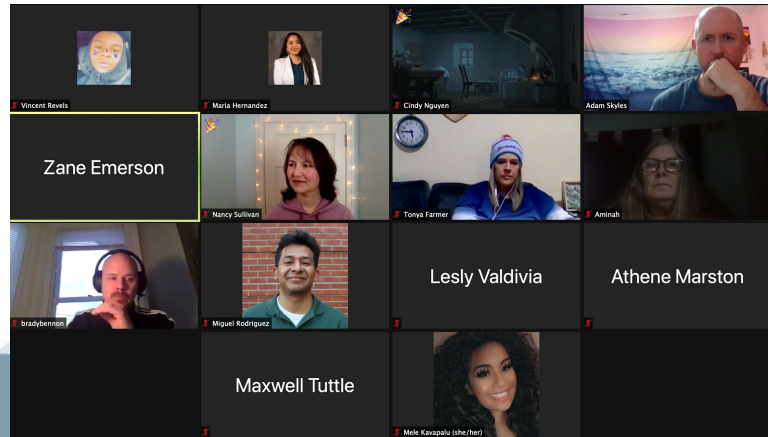 Vincent Revels
Maria Hernandez
Cindy Nguyen
Adam Skyles
Zane Emerson
Nancy Sullivan
Tonya Farmer
Aminah
bradybennon
Miguel Rodriguez
Lesly Valdivia
Athene Marston
Maxwell Tuttle
Mele Kavapalu (she/her)